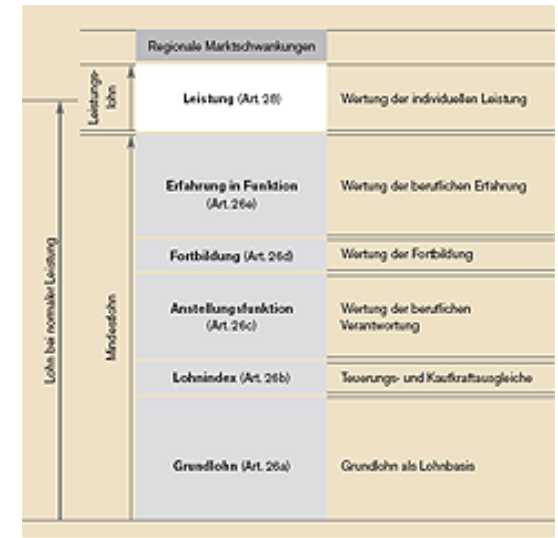 Regionale Marktschwankungen
Leistungs-
lohn
Leistung (Art. 28)
Wertung der individuellen Leistung
Lohn bei normaler Leistung
Mindestlohn
Erfahrung in Funktion
(Art. 26e)
Wertung der beruflichen Erfahrung
Fortbildung (Art. 26d)
Wertung der Fortbildung
Anstellungsfunktion
(Art. 26c)
Wertung der beruflichen
Verantwortung
Lohnindex (Art. 26b)
Teuerungs- und Kaufkraftausgleiche
Grundlohn (Art. 26a)
Grundlohn als Lohnbasis